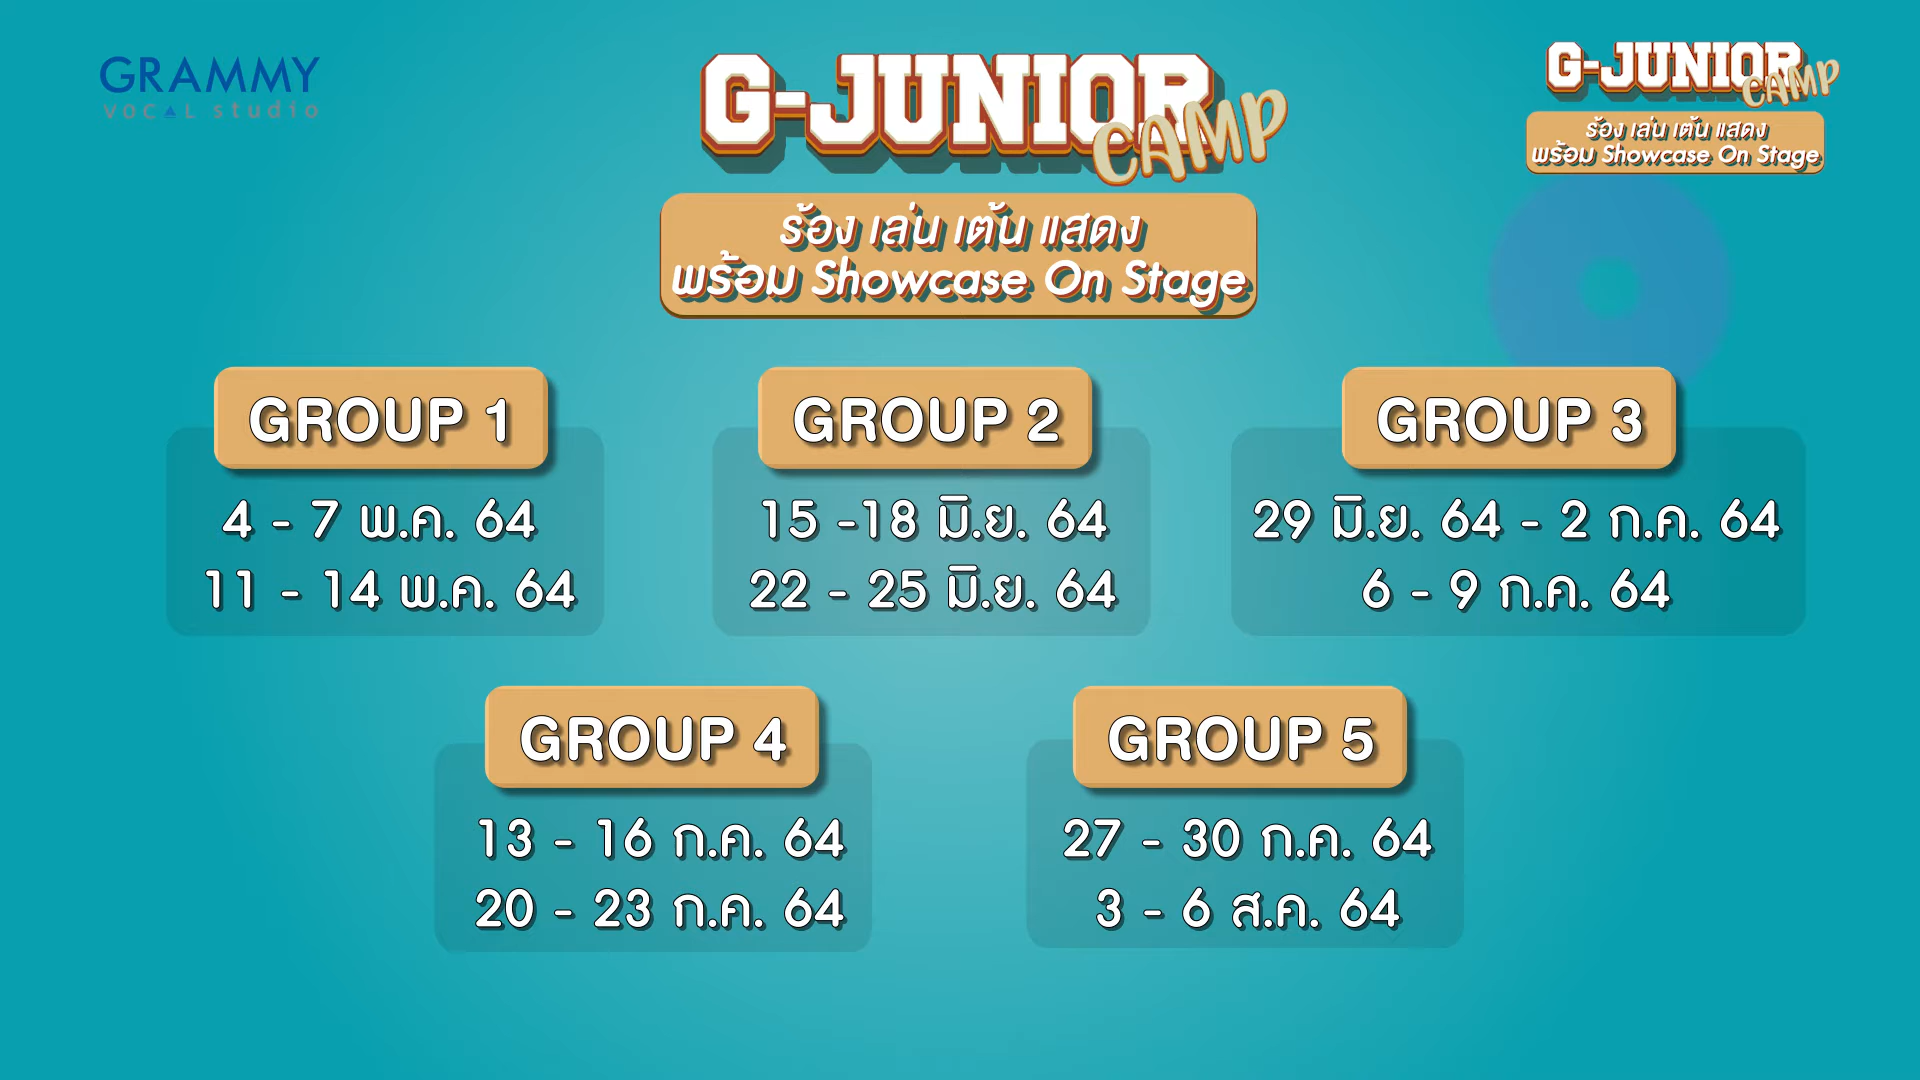 GRAMMY
VOCAL studio
G-JUNIOR
CAMP
ร้อง เล่น เต้น แสดง
พร้อม Showcase On Stage
G-JUNIOR
CAMP
ร้อง เล่น เต้น แสดง
พร้อม Showcase On Stage
GROUP 1
4 - 7 พ.ค. 64
11 - 14 พ.ค. 64
GROUP 2
15 -18 มิ.ย. 64
22 - 25 มิ.ย. 64
GROUP 3
29 มิ.ย. 64 - 2 ก.ค. 64
6 - 9 ก.ค. 64
GROUP 4
13 - 16 ก.ค. 64
20 - 23 ก.ค. 64
GROUP 5
27 - 30 ก.ค. 64
3 - 6 ส.ค. 64